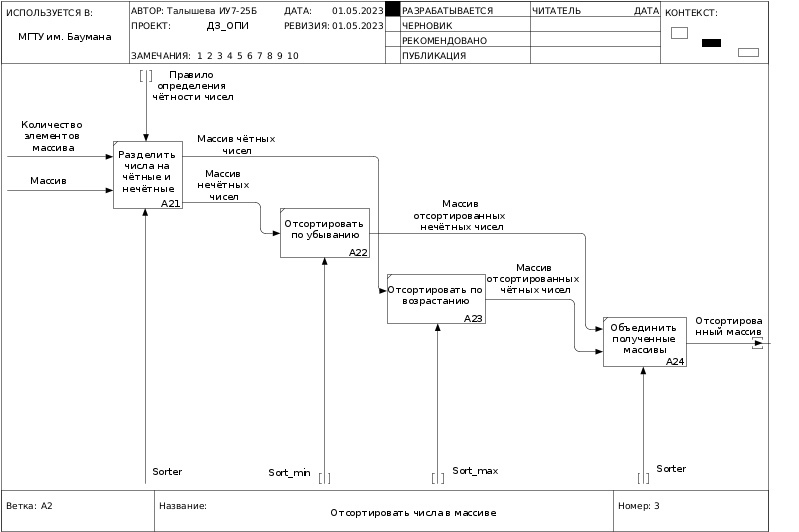 ИСПОЛЬЗУЕТСЯ В:
МГТУ им. Баумана
АВТОР: Талышева ИУ7-25Б
ДАТА: 01.05.2023
ПРОЕКТ: ДЗ_ОПИ
РЕВИЗИЯ: 01.05.2023
ЗАМЕЧАНИЯ: 1 2 3 4 5 6 7 8 9 10
РАЗРАБАТЫВАЕТСЯ
ЧЕРНОВИК
РЕКОМЕНДОВАНО
ПУБЛИКАЦИЯ
ЧИТАТЕЛЬ ДАТА
КОНТЕКСТ:
Правило
определения
чётности чисел
Количество
элементов
массива
Массив
Разделить
числа на
чётные и
нечётные
A21
Массив чётных
чисел
Массив
нечётных
чисел
Отсортировать
по убыванию
A22
Массив
отсортированных
нечётных чисел
Отсортировать по
возрастанию
A23
Массив
отсортированных
чётных чисел
Объединить
полученные
массивы
A24
Отсортирова
нный массив
Sorter
Sort_min
Sort_max
Sorter
Ветка: A2
Название:
Отсортировать числа в массиве
Номер: 3